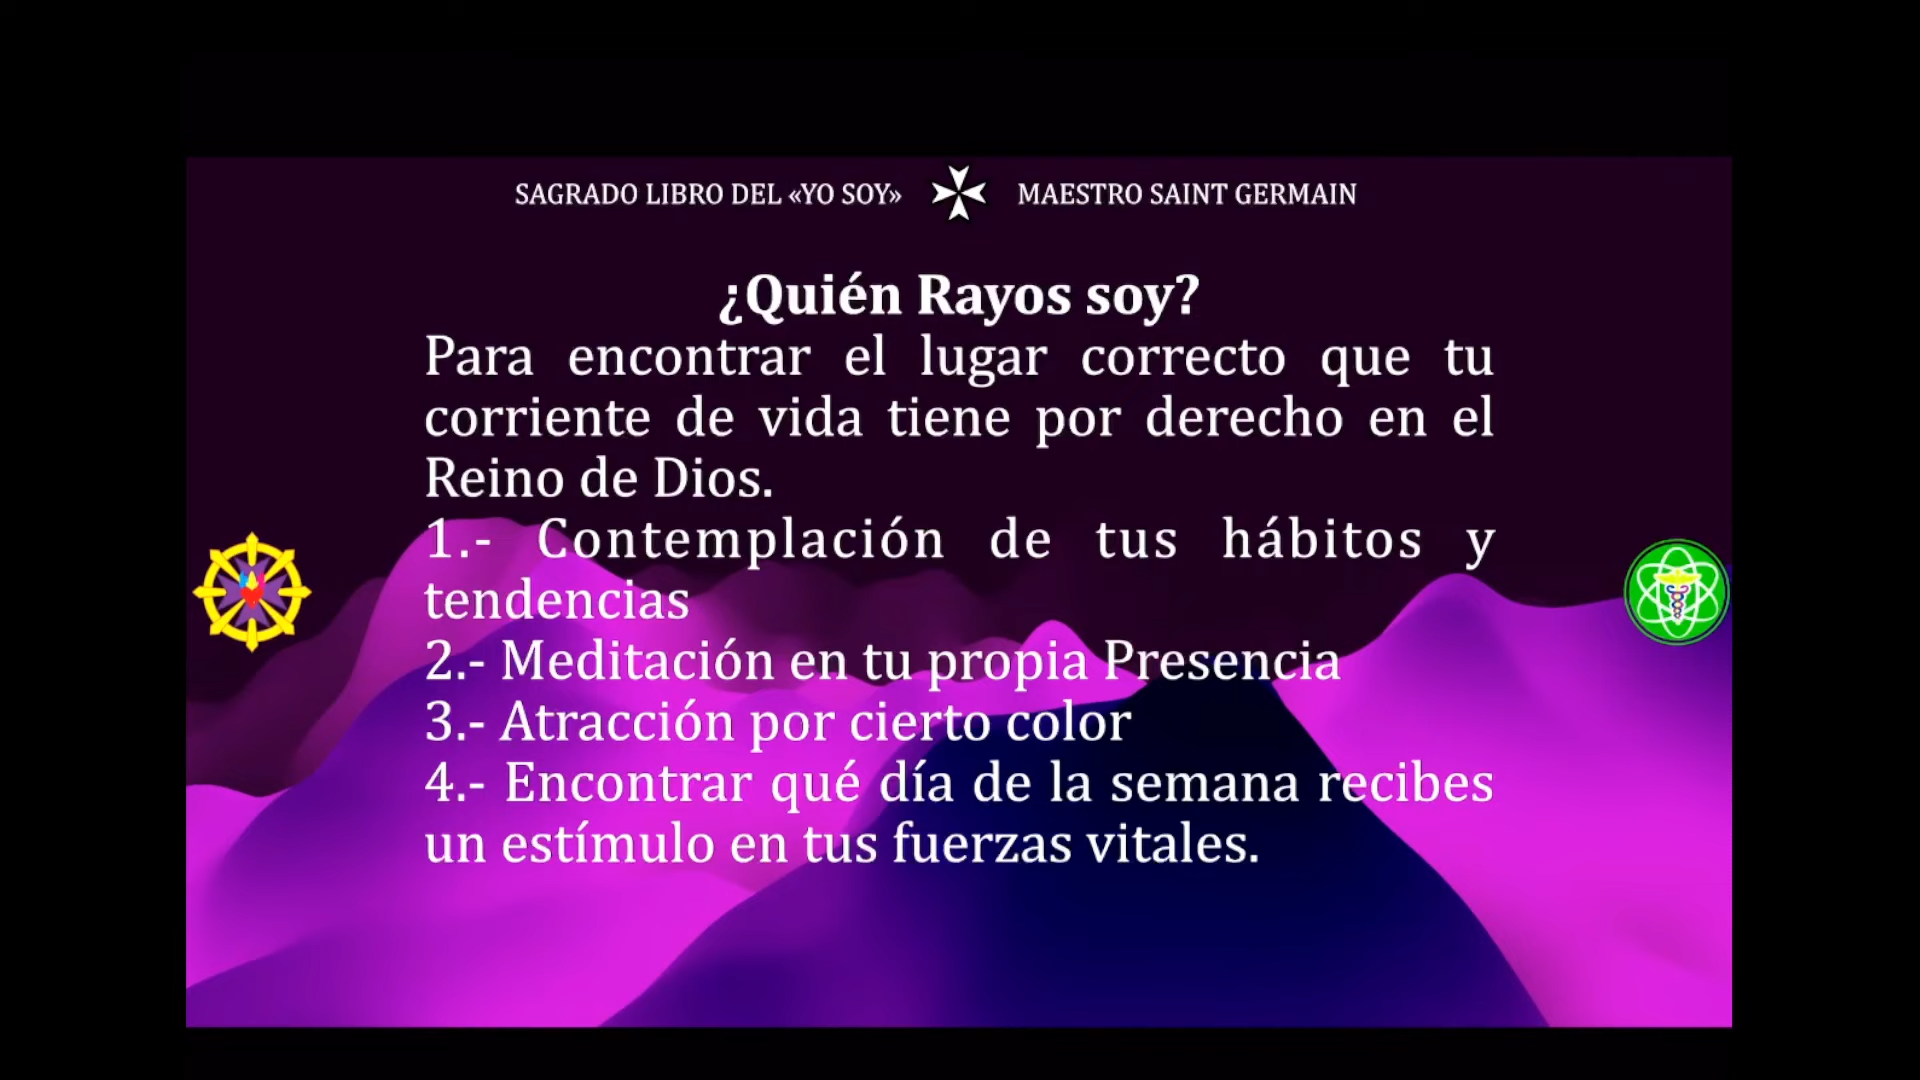 SAGRADO LIBRO DEL «YO SOY» MAESTRO SAINT GERMAIN
¿Quién Rayos soy?
Para encontrar el lugar correcto que tu
corriente de vida tiene por derecho en el
Reino de Dios.
1.- Contemplación de tus hábitos y
tendencias
2.- Meditación en tu propia Presencia
3.- Atracción por cierto color
4.- Encontrar qué día de la semana recibes
un estímulo en tus fuerzas vitales.